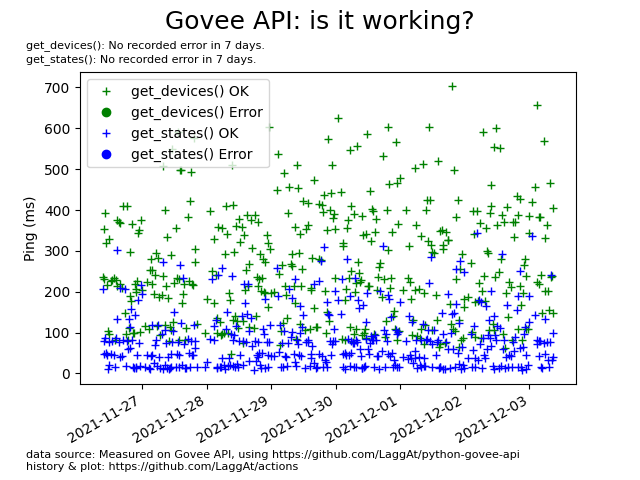 Govee API: is it working?
get_devices(): No recorded error in 7 days.
get_states(): No recorded error in 7 days.
get_devices() OK
get_devices() Error
get_states() OK
get_states() Error
Ping (ms)
700
600
500
400
300
200
100
0
2021-11-27
2021-11-28
2021-11-29
2021-11-30
2021-12-01
2021-12-02
2021-12-03
data source: Measured on Govee API, using https://github.com/LaggAt/python-govee-api
history & plot: https://github.com/LaggAt/actions